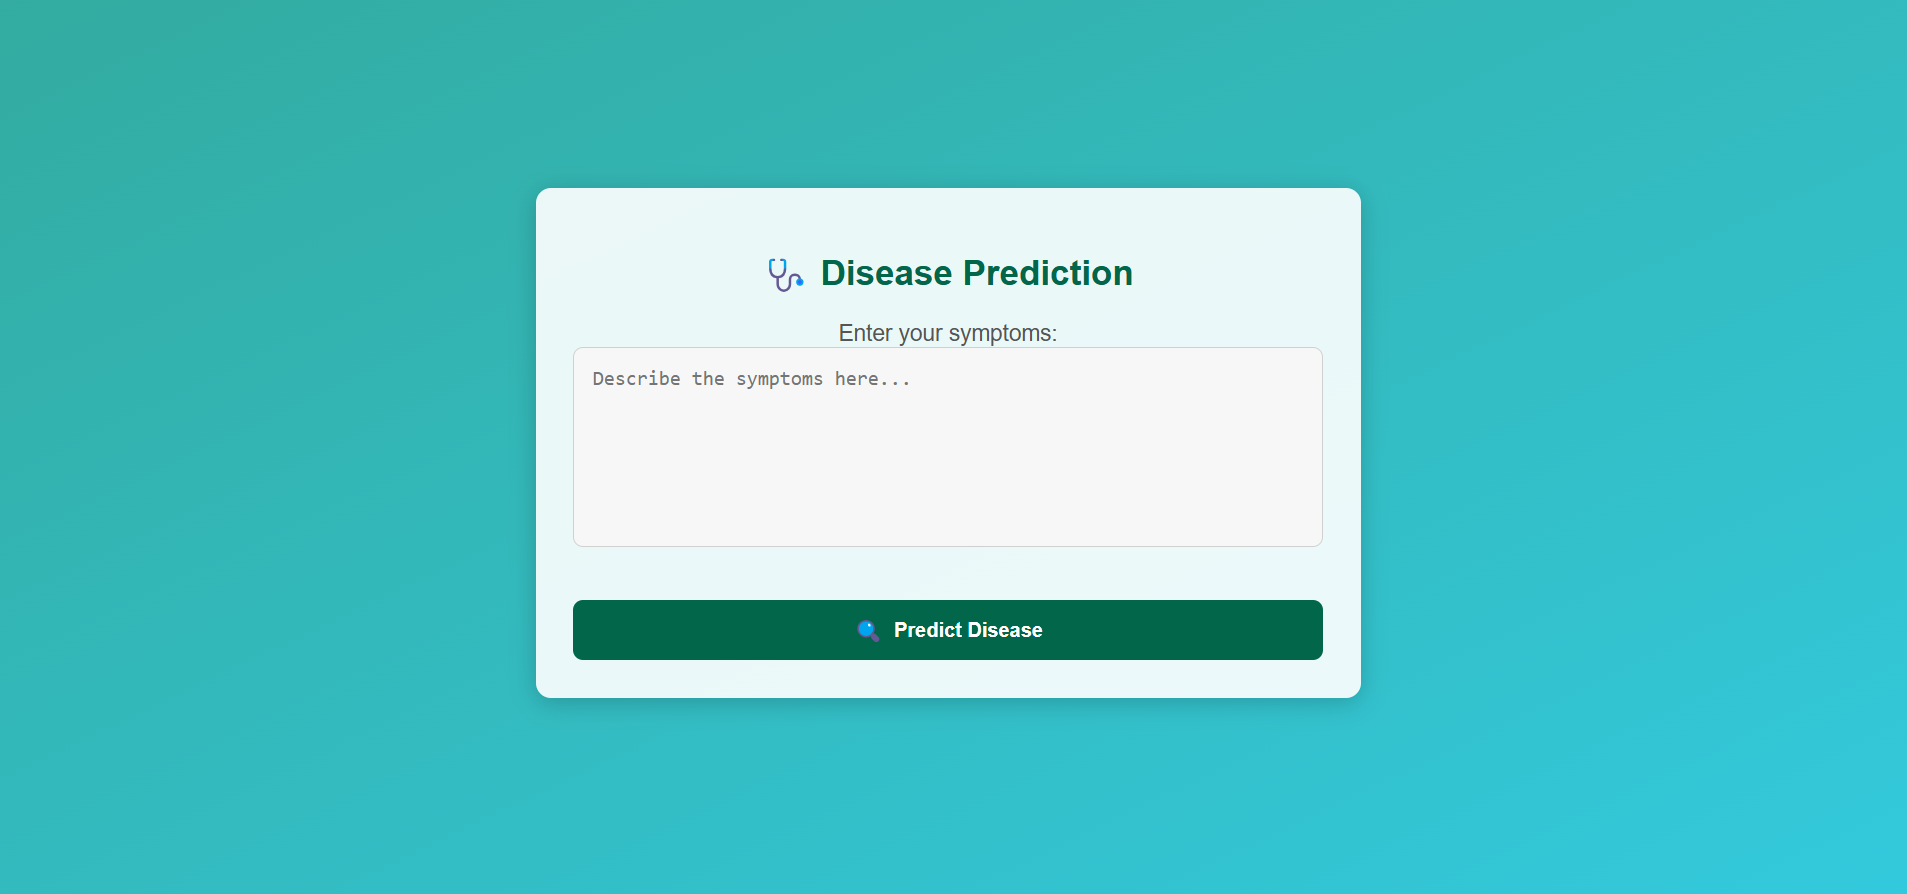 Disease Prediction
Enter your symptoms:
Describe the symptoms here...
Predict Disease